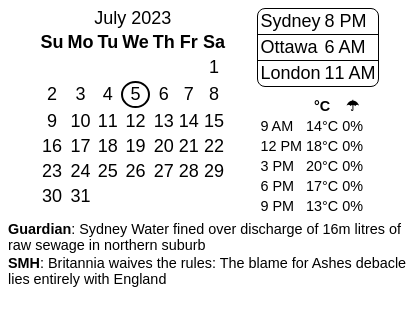 July 2023
Su Mo Tu We Th Fr Sa
1
2 3 4 5 6 7 8
9 10 11 12 13 14 15
16 17 18 19 20 21 22
23 24 25 26 27 28 29
30 31
Sydney 8 PM
Ottawa 6 AM
London 11 AM
°C ☂
9 AM 14°C 0%
12 PM 18°C 0%
3 PM 20°C 0%
6 PM 17°C 0%
9 PM 13°C 0%
Guardian: Sydney Water fined over discharge of 16m litres of
raw sewage in northern suburb
SMH: Britannia waives the rules: The blame for Ashes debacle
lies entirely with England